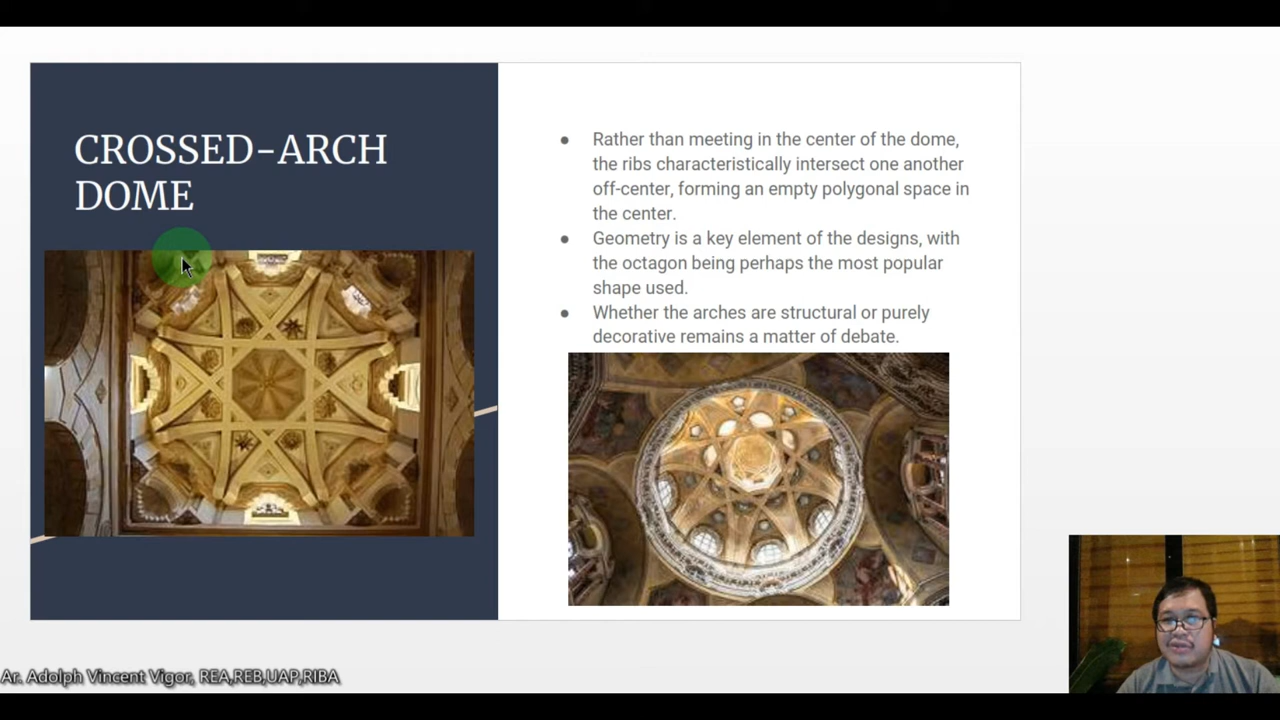 CROSSED-ARCH
DOME
● Rather than meeting in the center of the dome,
the ribs characteristically intersect one another
off-center, forming an empty polygonal space in
the center.
● Geometry is a key element of the designs, with
the octagon being perhaps the most popular
shape used.
● Whether the arches are structural or purely
decorative remains a matter of debate.
Ar. Adolph Vincent Vigor, REA,REB,UAP,RIBA